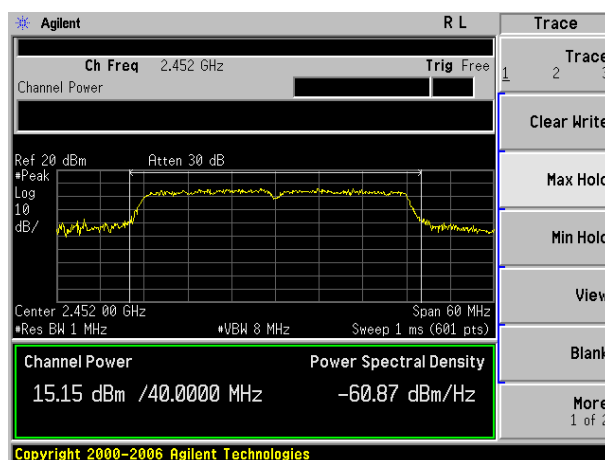 Agilent R L Trace
Ch Freq 2.452 GHz Trig Free
Channel Power
Trace
1 2 3
Clear Write
Max Hold
Min Hold
View
Blank
More
1 of 2
Ref 20 dBm Atten 30 dB
#Peak
Log
10
dB/
Center 2.452 00 GHz Span 60 MHz
#Res BW 1 MHz #VBW 8 MHz Sweep 1 ms (601 pts)
Channel Power Power Spectral Density
15.15 dBm /40.0000 MHz -60.87 dBm/Hz
Copyright 2000-2006 Agilent Technologies